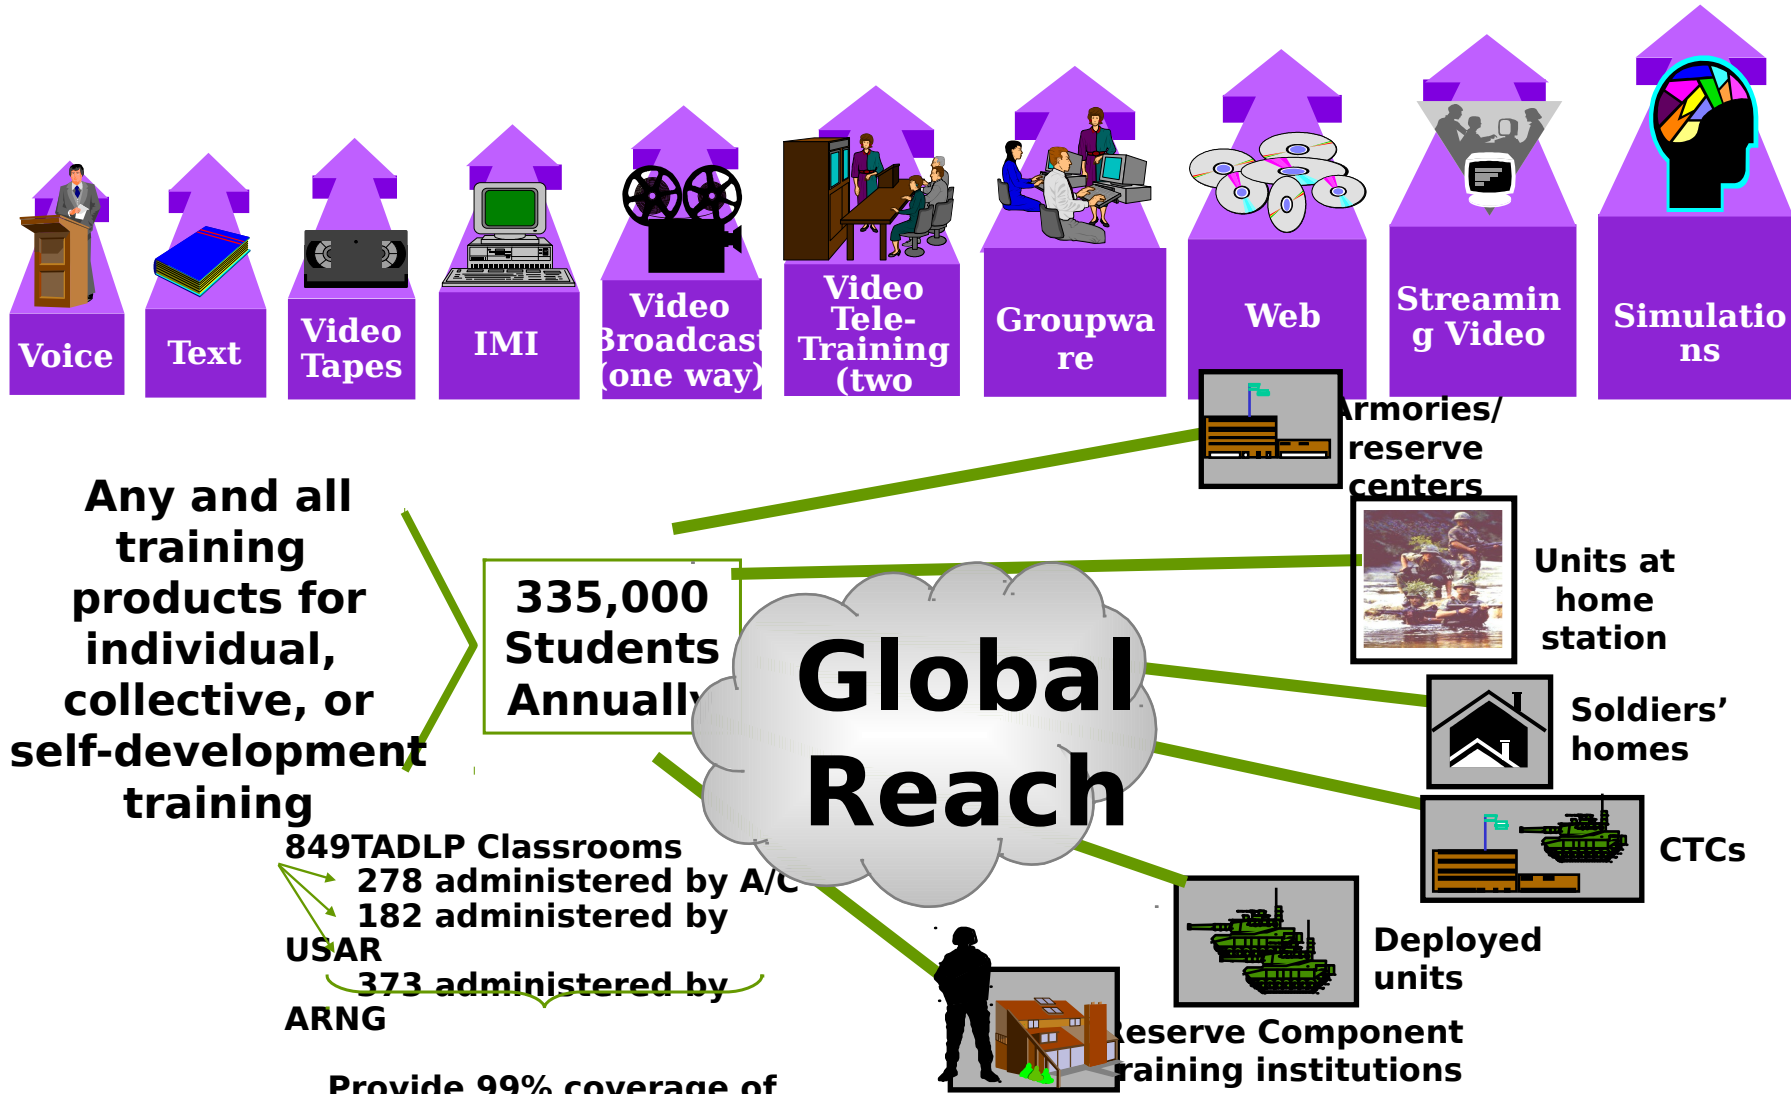 Voice
Text
Video
Tapes
IMI
Video
Broadcast
(one way)
Video
Tele-
Training
(two
Groupwa
re
Web
Streamin
g Video
Simulatio
ns
Armories/
reserve
centers
Any and all
training
products for
individual,
collective, or
self-development
training
335,000
Students
Annually
Global
Reach
Units at
home
station
Soldiers’
homes
CTCs
Deployed
units
Reserve Component
training institutions
849TADLP Classrooms
278 administered by A/C
182 administered by
USAR
373 administered by
ARNG
Provide 99% coverage of